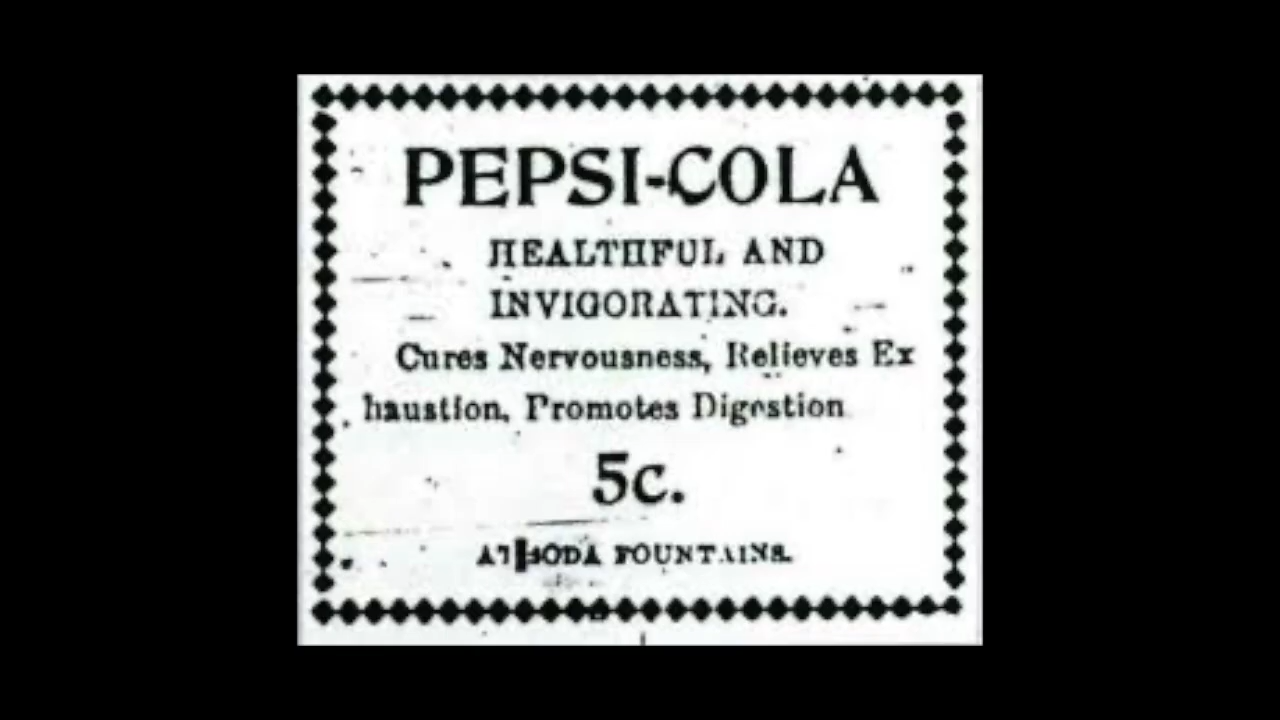 PEPSI-COLA
HEALTHFUL AND
INVIGORATING.
Cures Nervousness, Relieves Ex
haustion, Promotes Digestion
5c.
AT SODA FOUNTAINS.